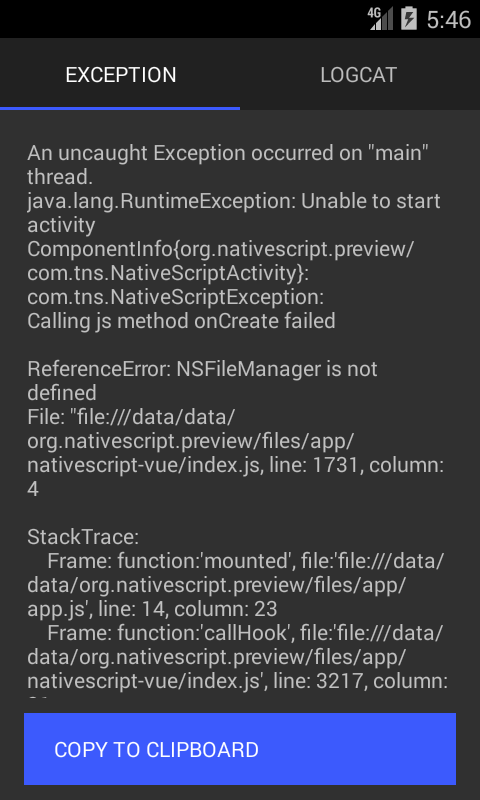 4G 5:46
EXCEPTION LOGCAT
An uncaught Exception occurred on "main"
thread.
java.lang.RuntimeException: Unable to start
activity
ComponentInfo{org.nativescript.preview/
com.tns.NativeScriptActivity}:
com.tns.NativeScriptException:
Calling js method onCreate failed
ReferenceError: NSFileManager is not
defined
File: "file:///data/data/
org.nativescript.preview/files/app/
nativescript-vue/index.js, line: 1731, column:
4
StackTrace:
Frame: function:'mounted', file:'file:///data/
data/org.nativescript.preview/files/app/
app.js', line: 14, column: 23
Frame: function:'callHook', file:'file:///data/
data/org.nativescript.preview/files/app/
nativescript-vue/index.js', line: 3217, column:
COPY TO CLIPBOARD